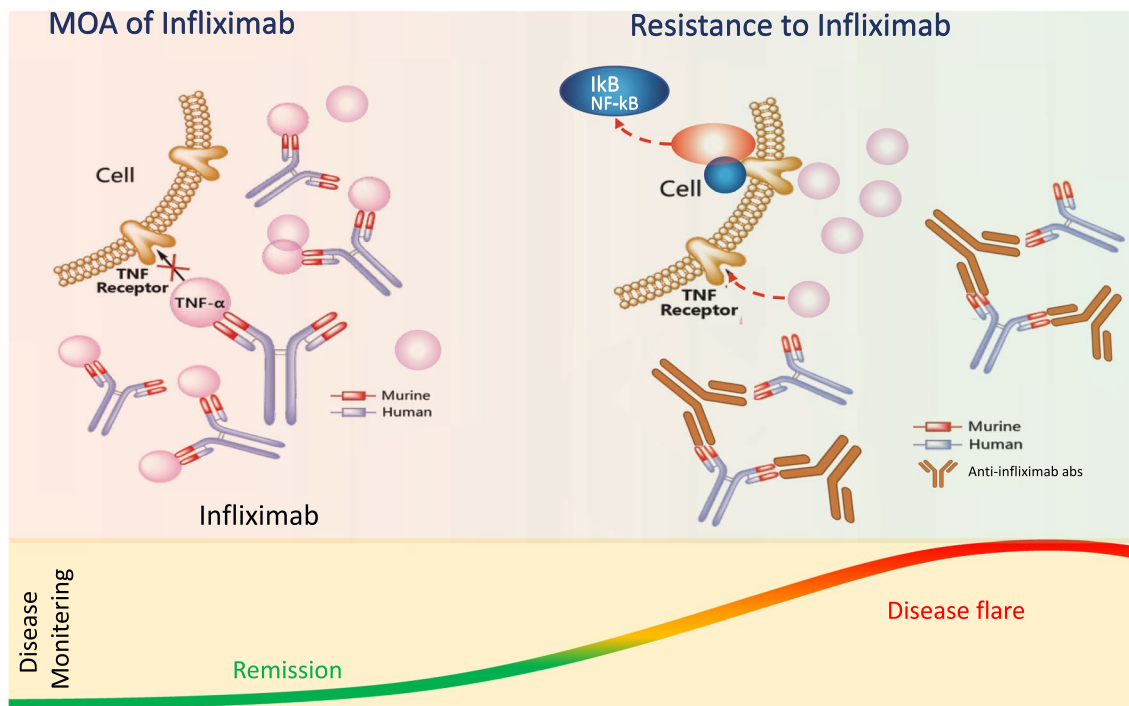 MOA of Infliximab
Resistance to Infliximab
Cell
TNF
Receptor
TNF-α
Murine
Human
Infliximab
IkB
NF-kB
Cell
TNF
Receptor
Murine
Human
Anti-infliximab abs
Disease
Monitering
Remission
Disease flare